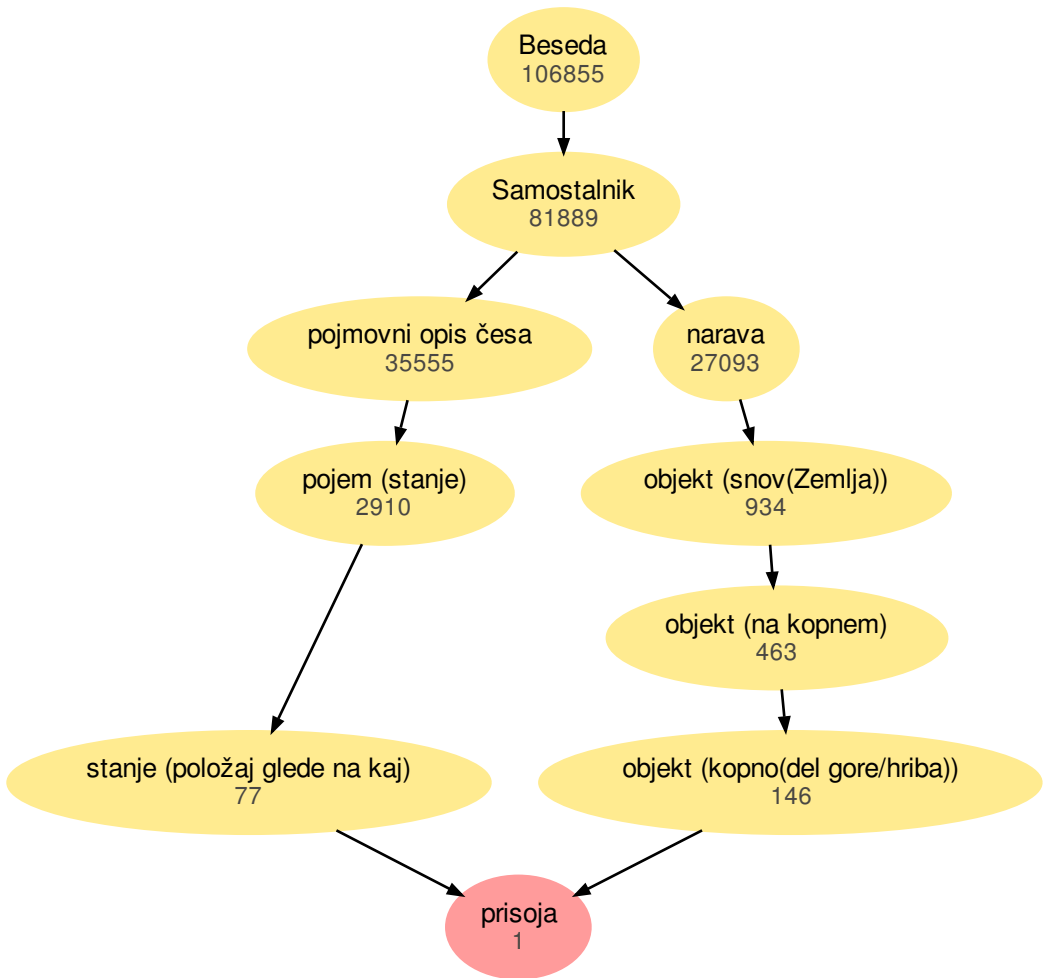 Beseda
106855
Samostalnik
81889
pojmovni opis česa
35555
narava
27093
pojem (stanje)
2910
objekt (snov(Zemlja))
934
objekt (na kopnem)
463
stanje (položaj glede na kaj)
77
objekt (kopno(del gore/hriba))
146
prisoja
1